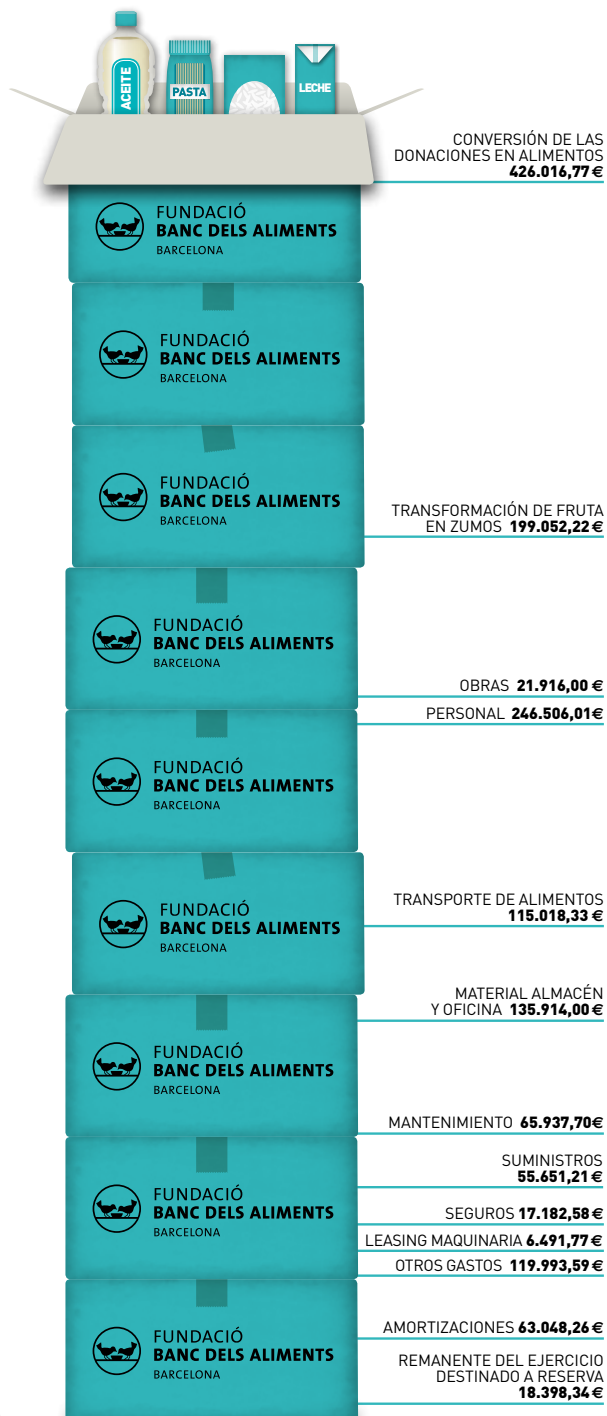 ACEITE
PASTA
LECHE
CONVERSIÓN DE LAS
DONACIONES EN ALIMENTOS
426.016,77 €
FUNDACIÓ
BANC DELS ALIMENTS
BARCELONA
FUNDACIÓ
BANC DELS ALIMENTS
BARCELONA
FUNDACIÓ
BANC DELS ALIMENTS
BARCELONA
TRANSFORMACIÓN DE FRUTA
EN ZUMOS 199.052,22 €
FUNDACIÓ
BANC DELS ALIMENTS
BARCELONA
OBRAS 21.916,00 €
PERSONAL 246.506,01€
FUNDACIÓ
BANC DELS ALIMENTS
BARCELONA
TRANSPORTE DE ALIMENTOS
115.018,33 €
FUNDACIÓ
BANC DELS ALIMENTS
BARCELONA
MATERIAL ALMACÉN
Y OFICINA 135.914,00 €
FUNDACIÓ
BANC DELS ALIMENTS
BARCELONA
MANTENIMIENTO 65.937,70€
SUMINISTROS
55.651,21 €
FUNDACIÓ
BANC DELS ALIMENTS
BARCELONA
SEGUROS 17.182,58 €
LEASING MAQUINARIA 6.491,77 €
OTROS GASTOS 119.993,59 €
AMORTIZACIONES 63.048,26 €
FUNDACIÓ
BANC DELS ALIMENTS
BARCELONA
REMANENTE DEL EJERCICIO
DESTINADO A RESERVA
18.398,34 €